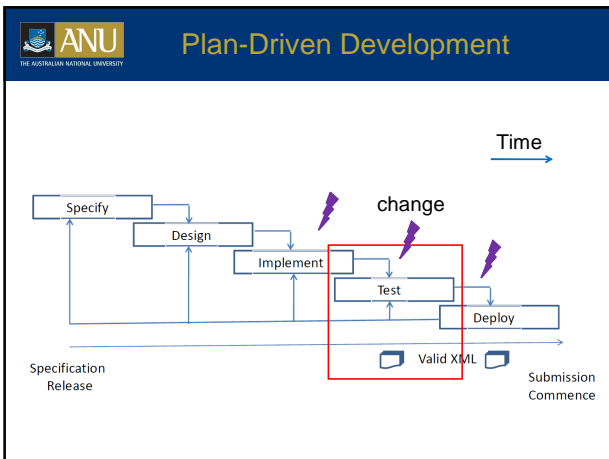 ANU
THE AUSTRALIAN NATIONAL UNIVERSITY
Plan-Driven Development
Time
Specify
change
Design
Implement
Test
Deploy
Valid XML
Specification
Release
Submission
Commence